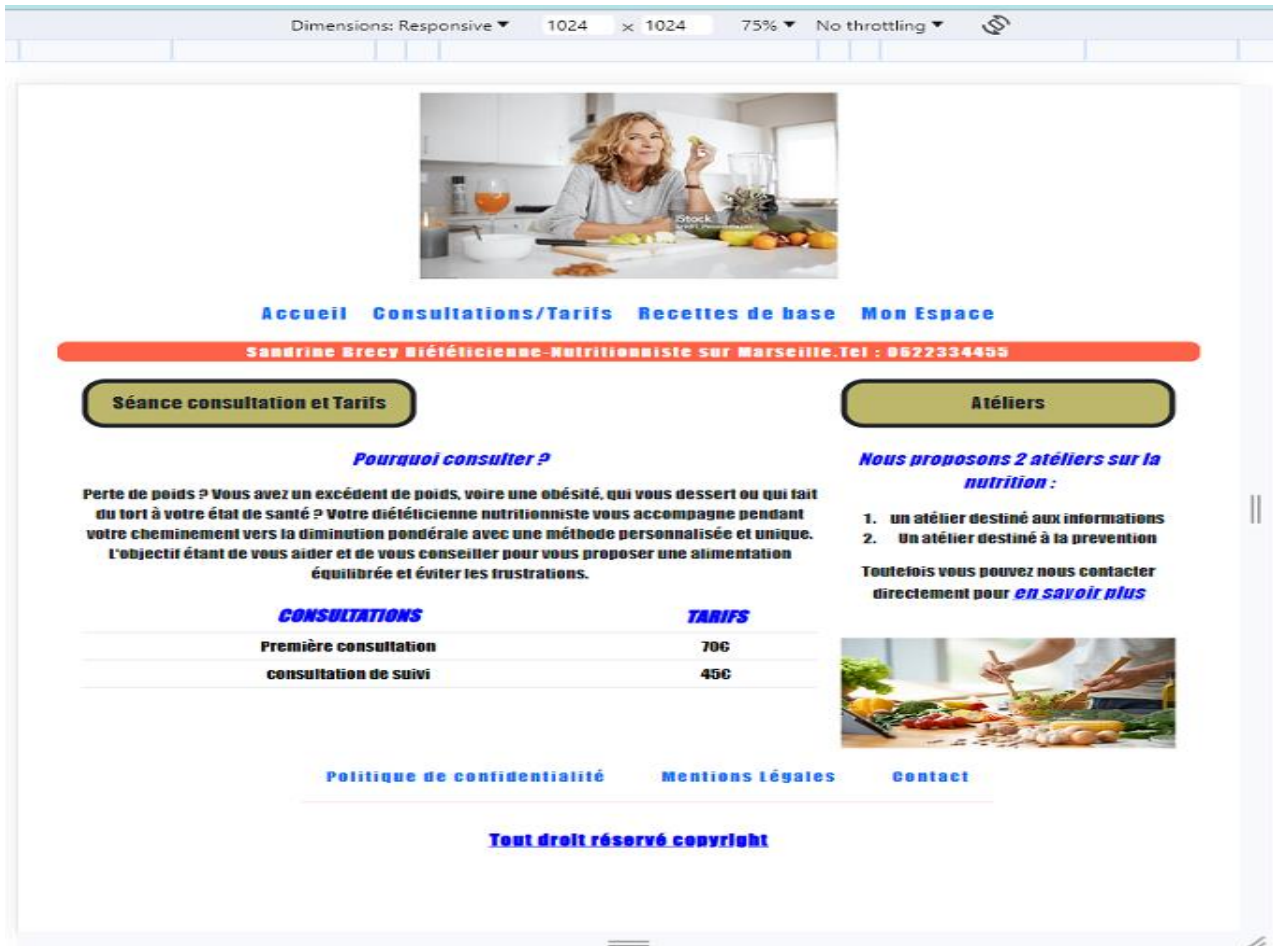 Dimensions: Responsive ▼ 1024 × 1024 75% ▼ No throttling ▼
iStock
Accueil Consultations/Tarifs Recettes de base Mon Espace
Sandrine Brecy Diététicienne-Nutritionniste sur Marseille.Tel : 0622334455
Séance consultation et Tarifs
Pourquoi consulter ?
Perte de poids ? Vous avez un excédent de poids, voire une obésité, qui vous dessert ou qui fait
du tort à votre état de santé ? Votre diététicienne nutritionniste vous accompagne pendant
votre cheminement vers la diminution pondérale avec une méthode personnalisée et unique.
L'objectif étant de vous aider et de vous conseiller pour vous proposer une alimentation
équilibrée et éviter les frustrations.
CONSULTATIONS TARIFS
Première consultation 70€
consultation de suivi 45€
Atéliers
Nous proposons 2 atéliers sur la
nutrition :
1. un atélier destiné aux informations
2. Un atélier destiné à la prevention
Toutefois vous pouvez nous contacter
directement pour en savoir plus
Politique de confidentialité Mentions Légales Contact
Tout droit réservé copyright